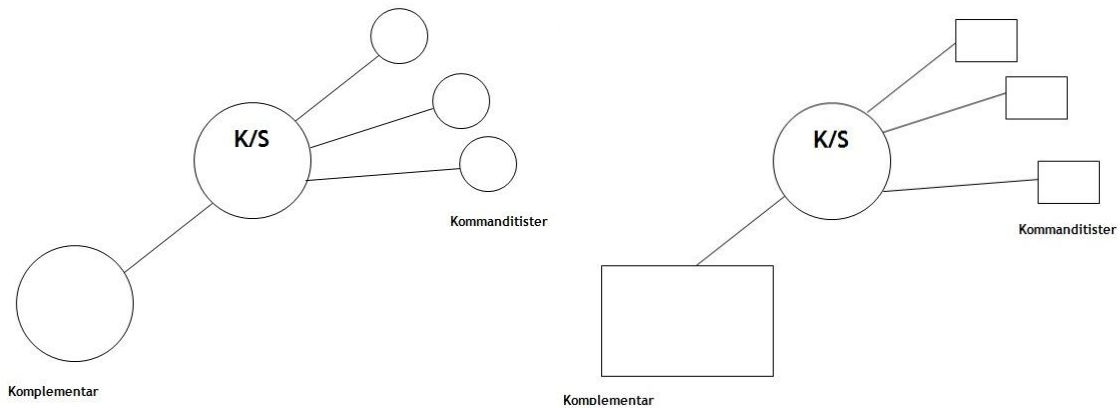 K/S
Kommanditister
Komplementar
K/S
Kommanditister
Komplementar